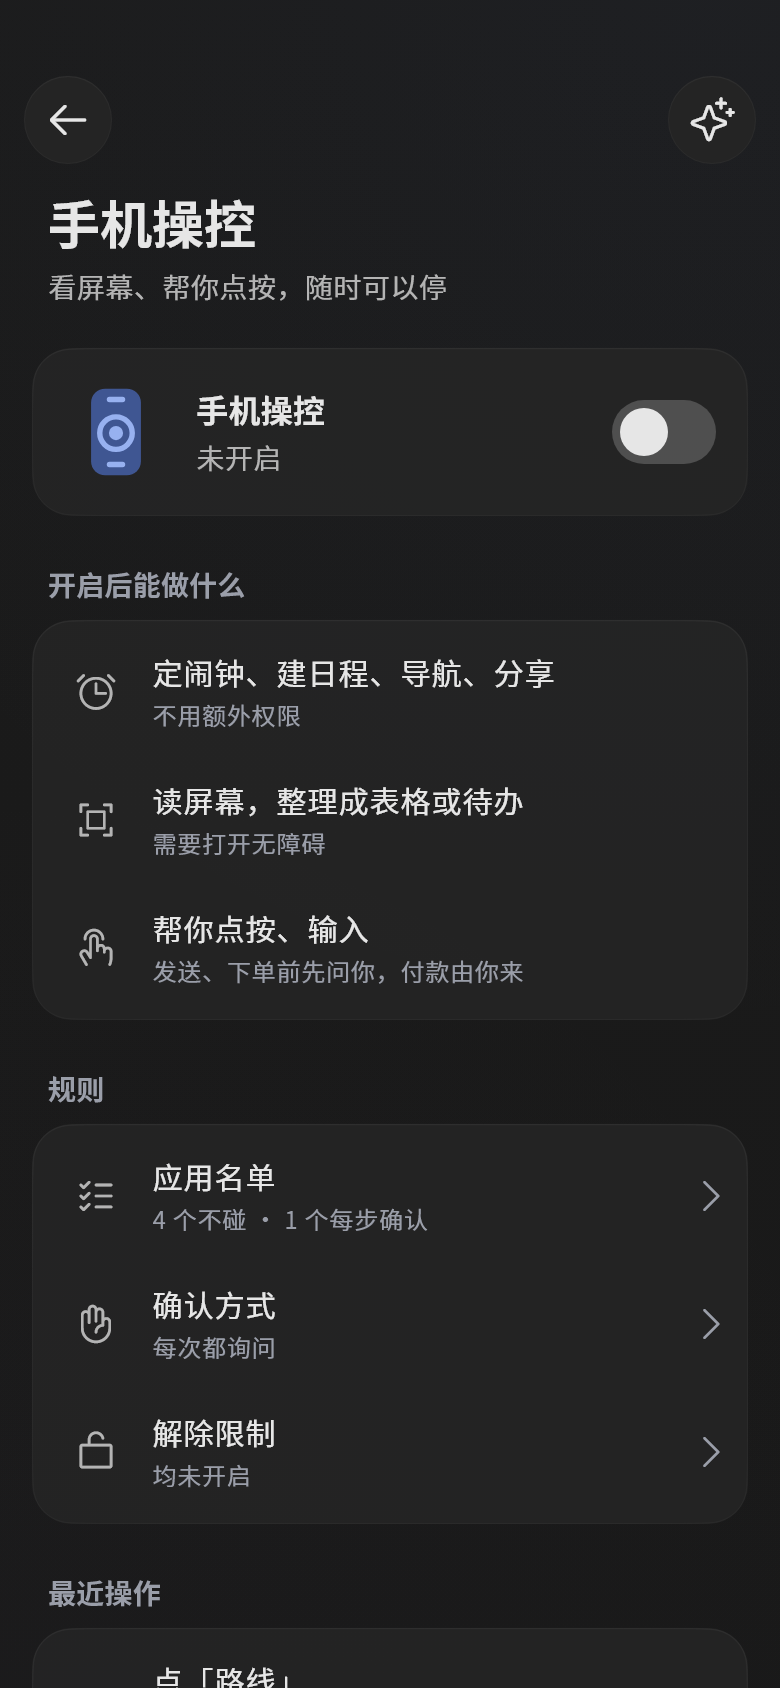 手机操控
看屏幕、帮你点按，随时可以停
手机操控
未开启
开启后能做什么
定闹钟、建日程、导航、分享
不用额外权限
读屏幕，整理成表格或待办
需要打开无障碍
帮你点按、输入
发送、下单前先问你，付款由你来
规则
应用名单
4 个不碰 · 1 个每步确认
确认方式
每次都询问
解除限制
均未开启
最近操作
点「路线」